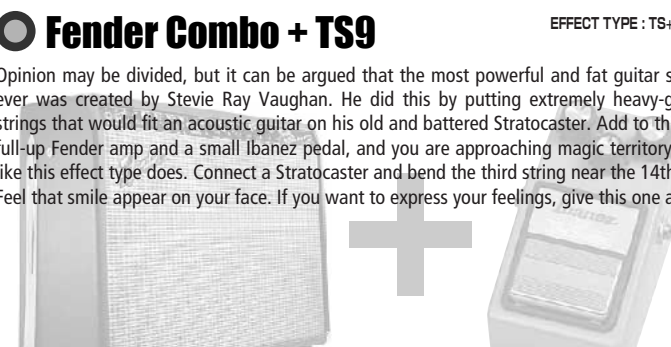 Fender Combo + TS9
EFFECT TYPE : TS+
Opinion may be divided, but it can be argued that the most powerful and fat guitar s
ever was created by Stevie Ray Vaughan. He did this by putting extremely heavy-g
strings that would fit an acoustic guitar on his old and battered Stratocaster. Add to th
full-up Fender amp and a small Ibanez pedal, and you are approaching magic territory
like this effect type does. Connect a Stratocaster and bend the third string near the 14th
Feel that smile appear on your face. If you want to express your feelings, give this one a
Ibanez